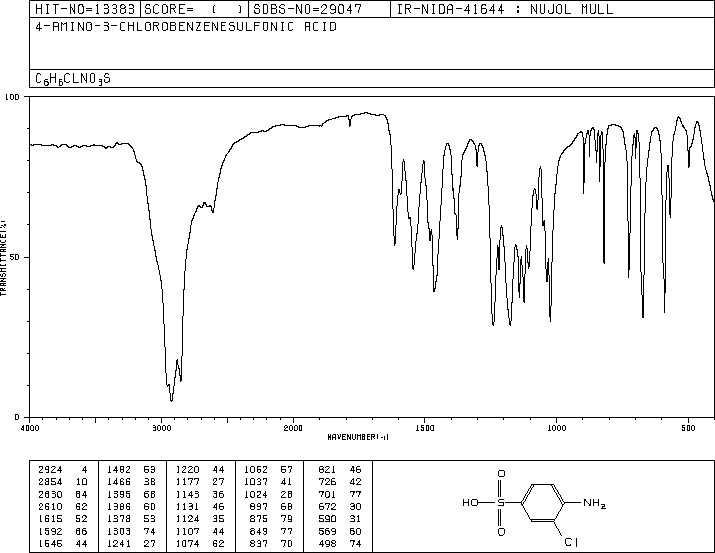 HIT-NO=13383 SCORE= ( ) SDBS-NO=29047 IR-NIDA-41644 : NUJOL MULL
4-AMINO-3-CHLOROBENZENESULFONIC ACID
C6H6CLNO3S
100
50
0
TRANSMITTANCE(%)
4000 3000 2000 1500 1000 500
WAVENUMBER(-1)
2924 4 1482 53 1220 44 1062 57 821 46
2854 10 1466 38 1177 27 1037 41 726 42
2630 64 1395 68 1143 36 1024 28 701 77
2610 62 1386 60 1131 46 897 68 672 30
1615 52 1378 53 1124 35 875 79 590 31
1592 66 1303 74 1107 44 849 77 569 60
1546 44 1241 27 1074 62 837 70 498 74
O
HO S NH2
O
Cl